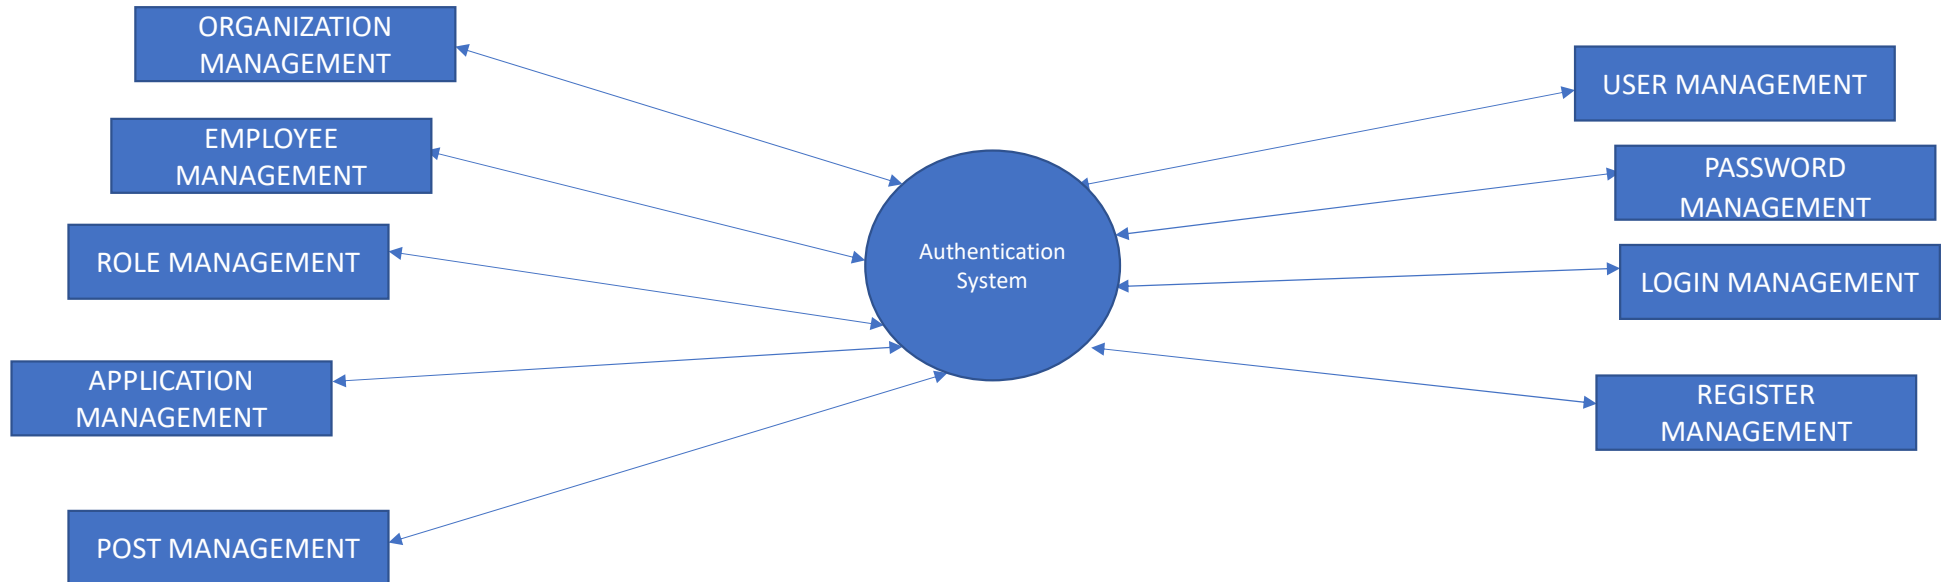 ORGANIZATION
MANAGEMENT
EMPLOYEE
MANAGEMENT
ROLE MANAGEMENT
APPLICATION
MANAGEMENT
POST MANAGEMENT
Authentication
System
USER MANAGEMENT
PASSWORD
MANAGEMENT
LOGIN MANAGEMENT
REGISTER
MANAGEMENT